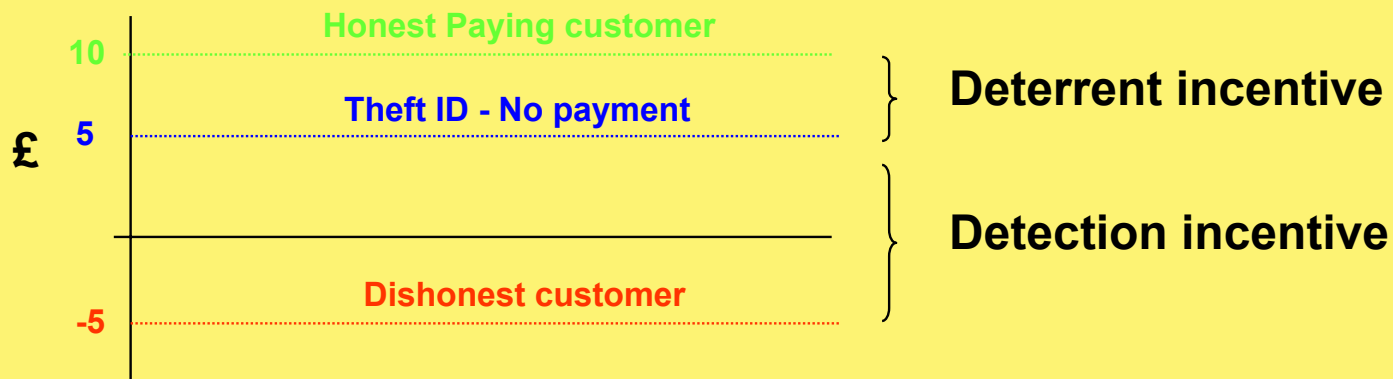 Honest Paying customer
10
Deterrent incentive
Theft ID - No payment
5
£
Detection incentive
Dishonest customer
-5